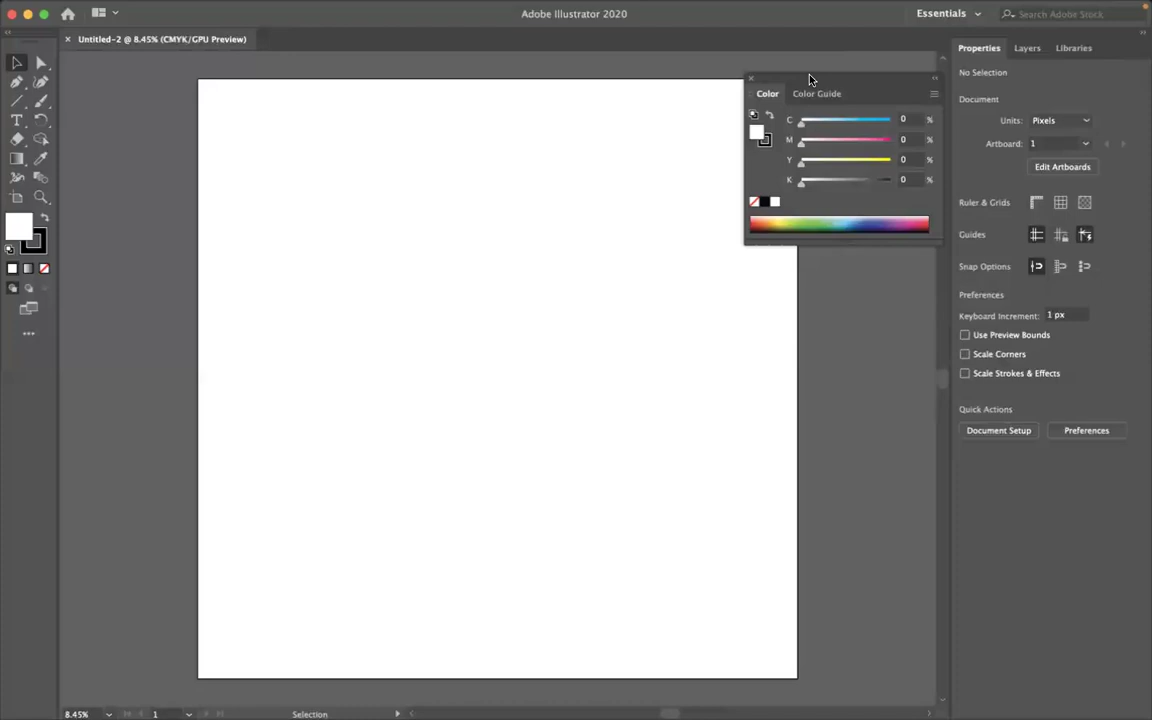 Adobe Illustrator 2020
Essentials
Search Adobe Stock
Untitled-2 @ 8.45% (CMYK/GPU Preview)
Color
Color Guide
C 0 %
M 0 %
Y 0 %
K 0 %
Properties
Layers
Libraries
No Selection
Document
Units: Pixels
Artboard: 1
Edit Artboards
Ruler & Grids
Guides
Snap Options
Preferences
Keyboard Increment: 1 px
Use Preview Bounds
Scale Corners
Scale Strokes & Effects
Quick Actions
Document Setup
Preferences
8.45%
1
Selection